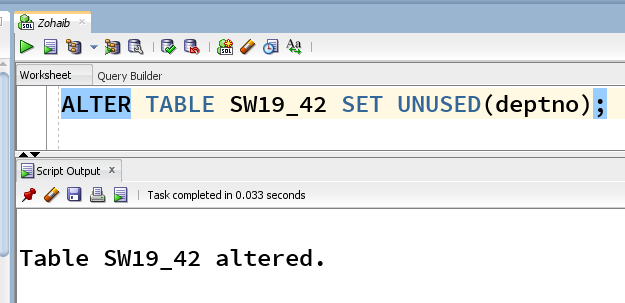 Zohaib
Worksheet Query Builder
ALTER TABLE SW19_42 SET UNUSED(deptno);
Script Output x
Task completed in 0.033 seconds
Table SW19_42 altered.